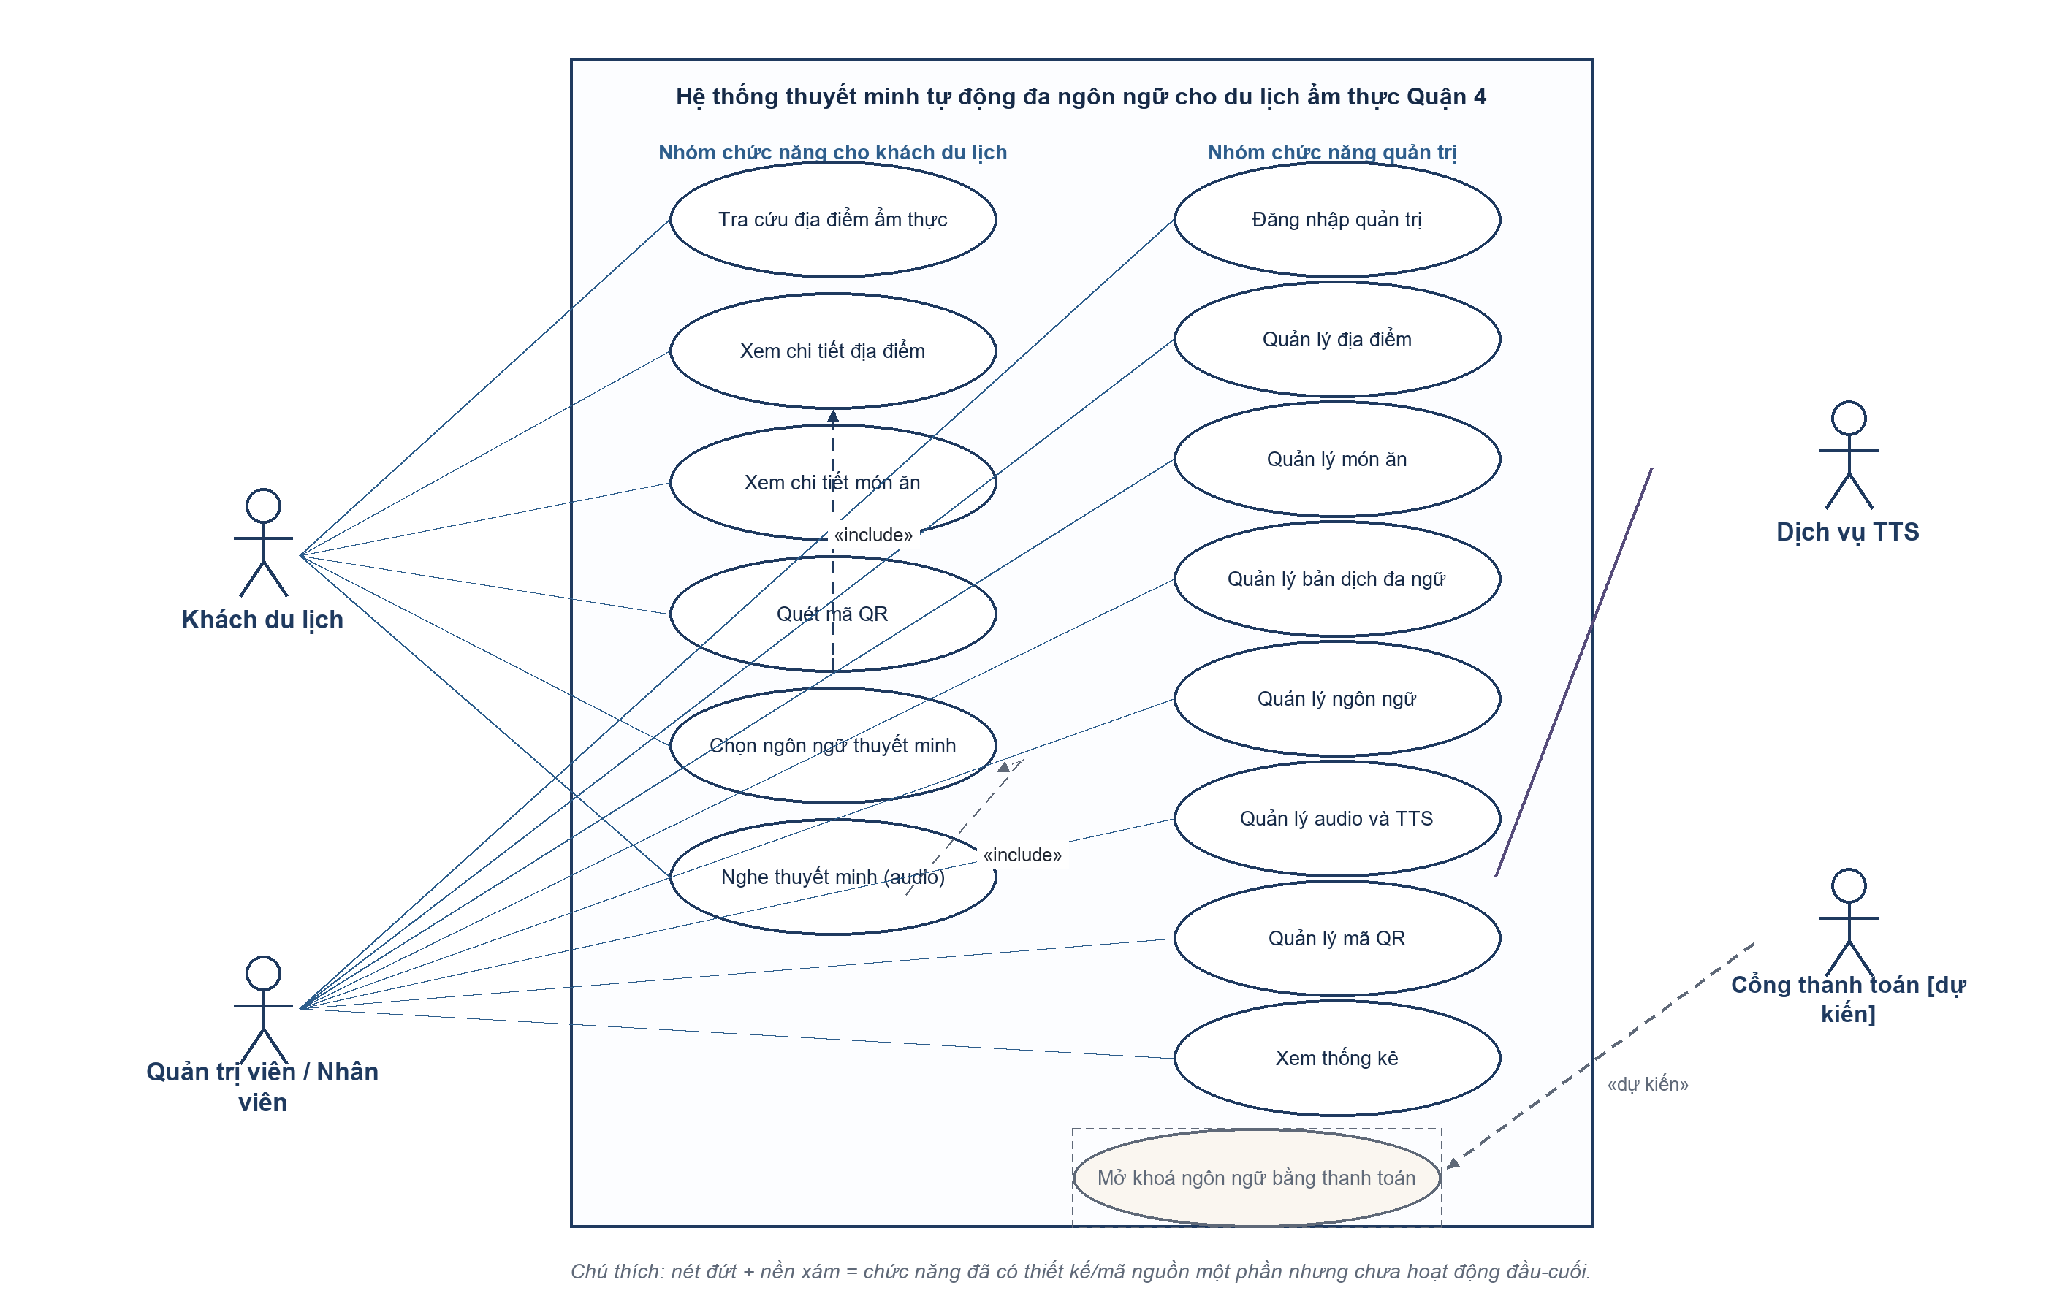 Hệ thống thuyết minh tự động đa ngôn ngữ cho du lịch ẩm thực Quận 4
Nhóm chức năng cho khách du lịch
Nhóm chức năng quản trị
Tra cứu địa điểm ẩm thực
Xem chi tiết địa điểm
Xem chi tiết món ăn
«include»
Quét mã QR
Chọn ngôn ngữ thuyết minh
«include»
Nghe thuyết minh (audio)
Đăng nhập quản trị
Quản lý địa điểm
Quản lý món ăn
Quản lý bản dịch đa ngữ
Quản lý ngôn ngữ
Quản lý audio và TTS
Quản lý mã QR
Xem thống kê
Mở khoá ngôn ngữ bằng thanh toán
Khách du lịch
Quản trị viên / Nhân
viên
Dịch vụ TTS
Cổng thanh toán [dự
kiến]
«dự kiến»
Chú thích: nét đứt + nền xám = chức năng đã có thiết kế/mã nguồn một phần nhưng chưa hoạt động đầu-cuối.